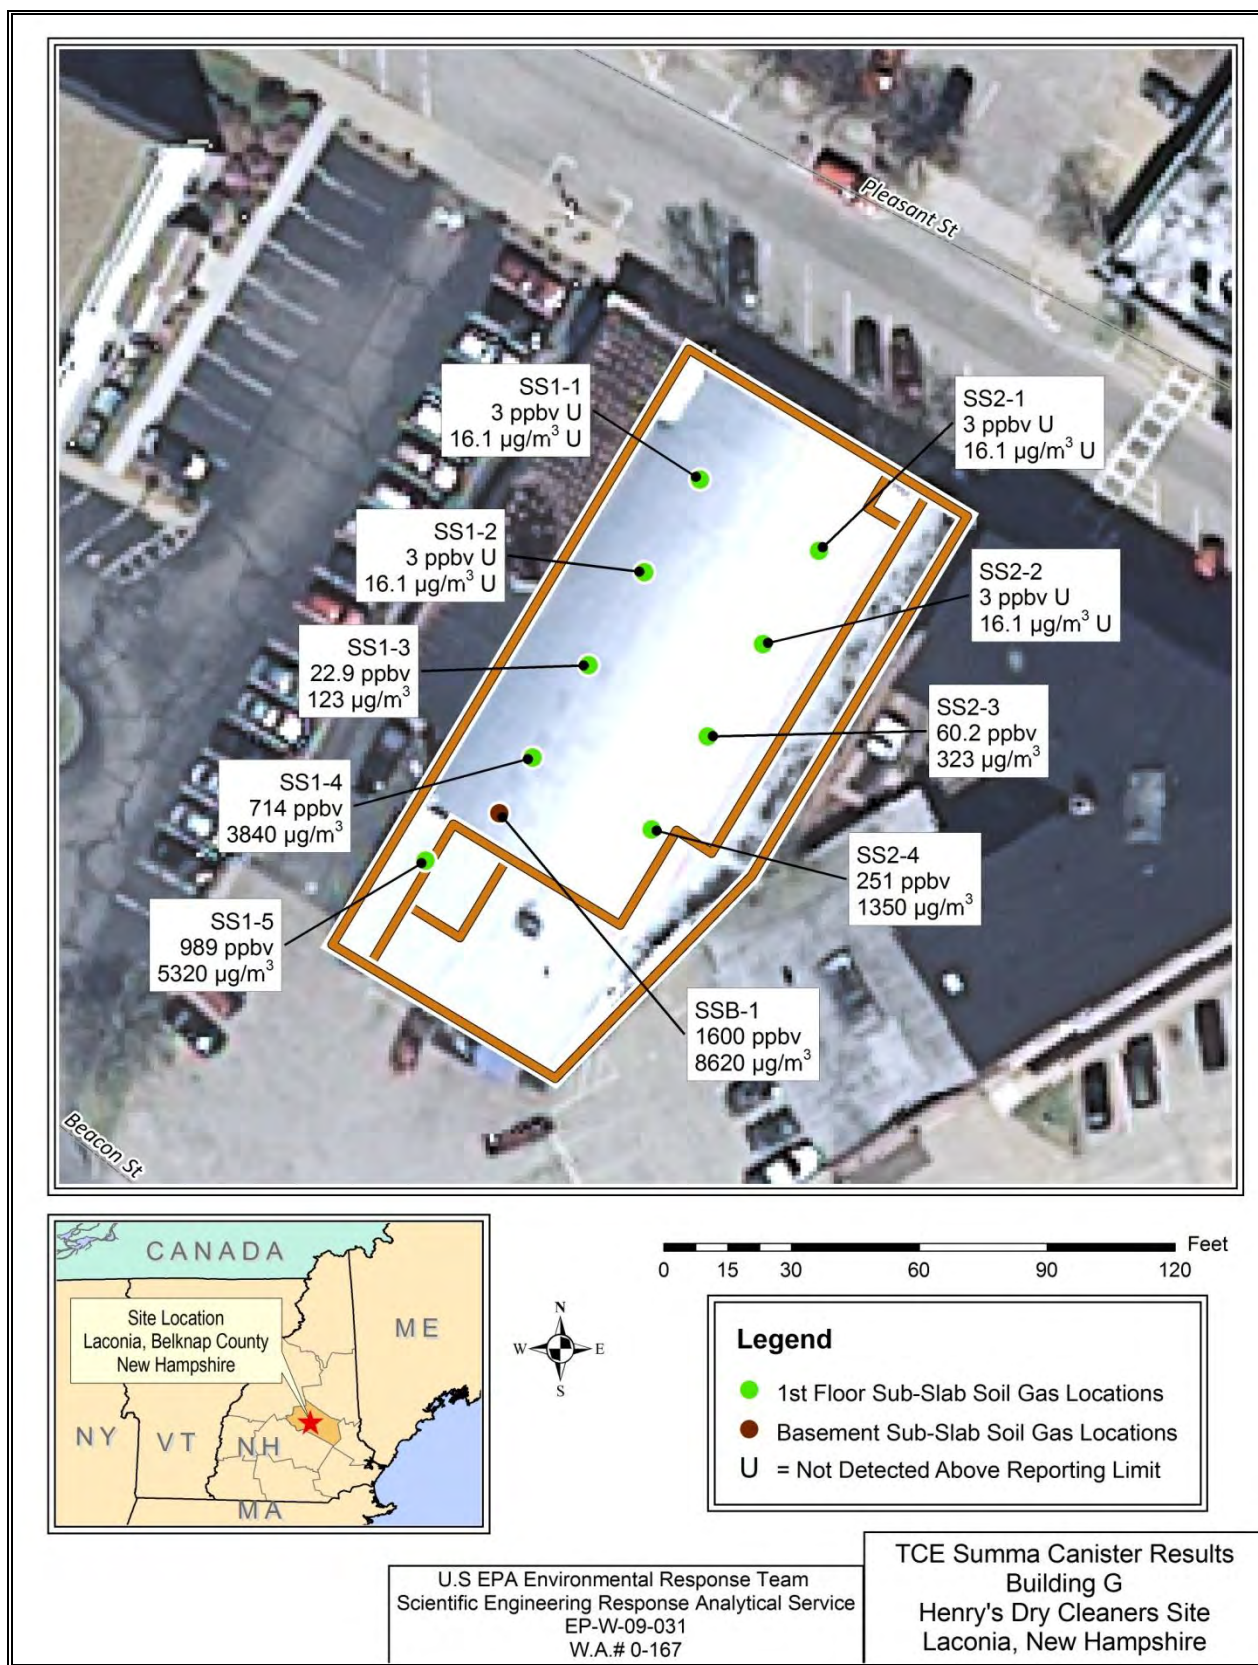 Pleasant St
SS1-1
3 ppbv U
16.1 µg/m³ U
SS2-1
3 ppbv U
16.1 µg/m³ U
SS1-2
3 ppbv U
16.1 µg/m³ U
SS2-2
3 ppbv U
16.1 µg/m³ U
SS1-3
22.9 ppbv
123 µg/m³
SS2-3
60.2 ppbv
323 µg/m³
SS1-4
714 ppbv
3840 µg/m³
SS2-4
251 ppbv
1350 µg/m³
SS1-5
989 ppbv
5320 µg/m³
SSB-1
1600 ppbv
8620 µg/m³
Beacon St
CANADA
Site Location
Laconia, Belknap County
New Hampshire
ME
NY
VT
NH
MA
N
W E
S
Feet
0 15 30 60 90 120
Legend
1st Floor Sub-Slab Soil Gas Locations
Basement Sub-Slab Soil Gas Locations
U = Not Detected Above Reporting Limit
U.S EPA Environmental Response Team
Scientific Engineering Response Analytical Service
EP-W-09-031
W.A.# 0-167
TCE Summa Canister Results
Building G
Henry's Dry Cleaners Site
Laconia, New Hampshire